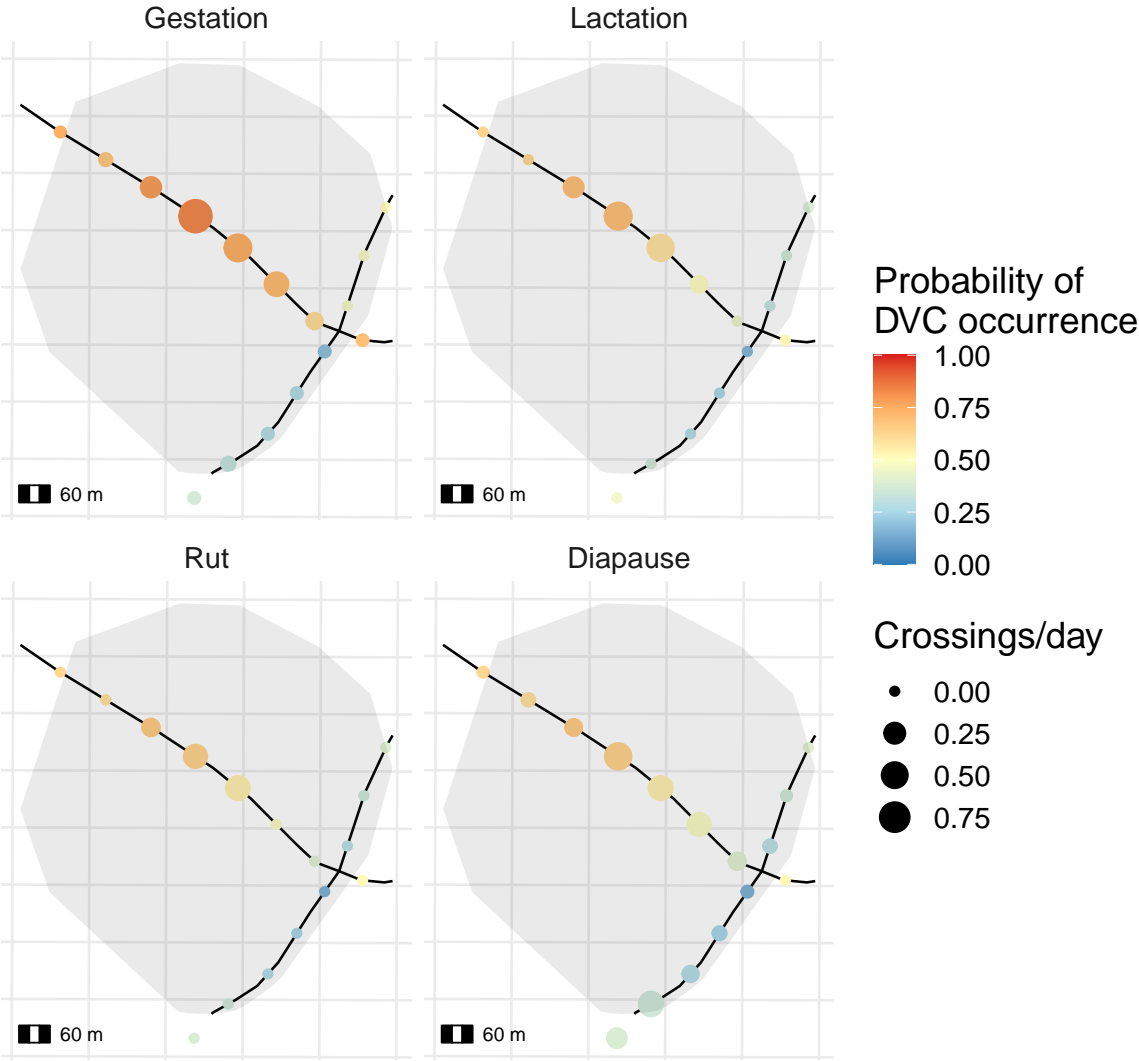 Gestation
Lactation
60 m
60 m
Rut
Diapause
60 m
60 m
Probability of
DVC occurrence
1.00
0.75
0.50
0.25
0.00
Crossings/day
0.00
0.25
0.50
0.75